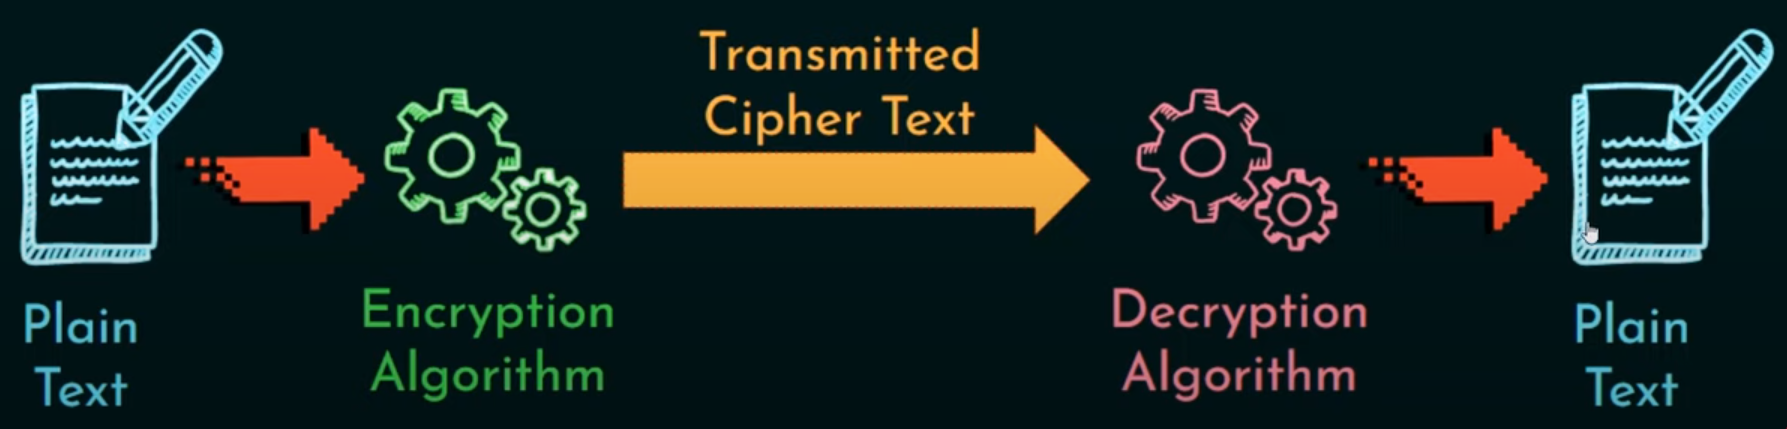 Transmitted
Cipher Text
Plain
Text
Encryption
Algorithm
Decryption
Algorithm
Plain
Text